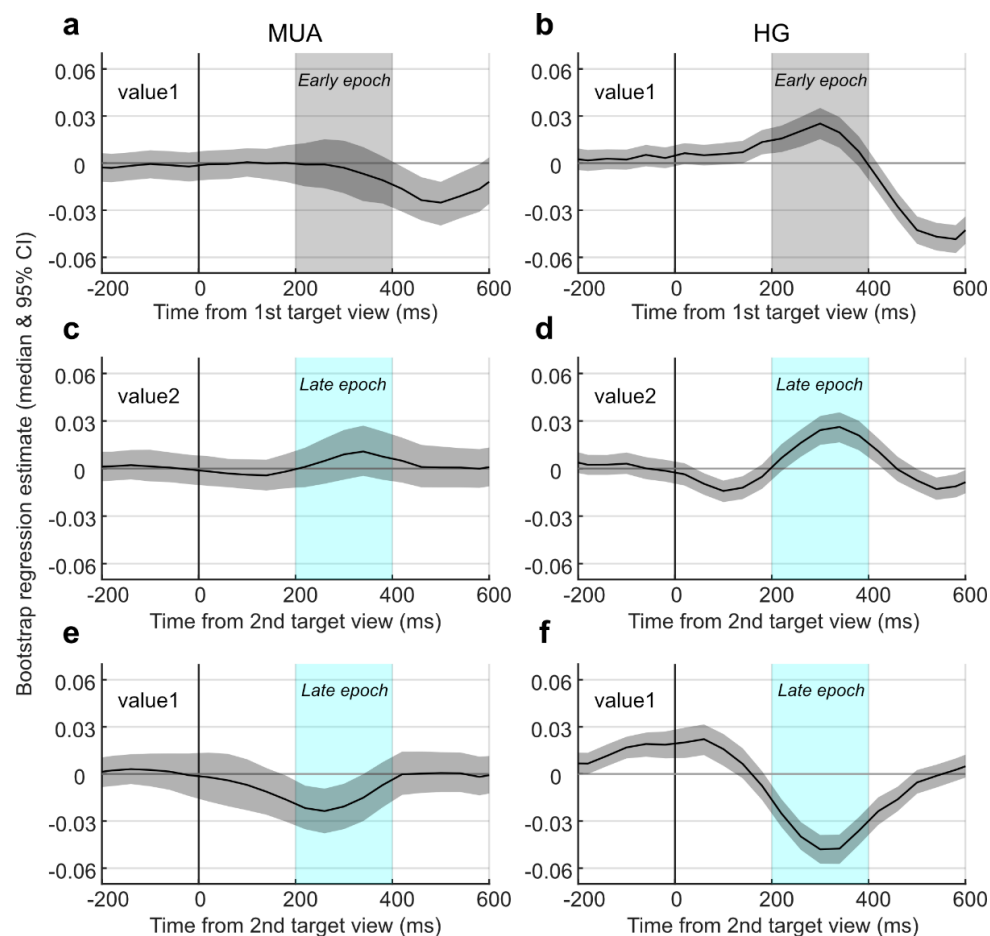 a
MUA
b
HG
Bootstrap regression estimate (median & 95% CI)
0.06
0.03
0
-0.03
-0.06
value1
Early epoch
-200
0
200
400
600
Time from 1st target view (ms)
0.06
0.03
0
-0.03
-0.06
value1
Early epoch
-200
0
200
400
600
Time from 1st target view (ms)
c
0.06
0.03
0
-0.03
-0.06
value2
Late epoch
-200
0
200
400
600
Time from 2nd target view (ms)
d
0.06
0.03
0
-0.03
-0.06
value2
Late epoch
-200
0
200
400
600
Time from 2nd target view (ms)
e
0.06
0.03
0
-0.03
-0.06
value1
Late epoch
-200
0
200
400
600
Time from 2nd target view (ms)
f
0.06
0.03
0
-0.03
-0.06
value1
Late epoch
-200
0
200
400
600
Time from 2nd target view (ms)